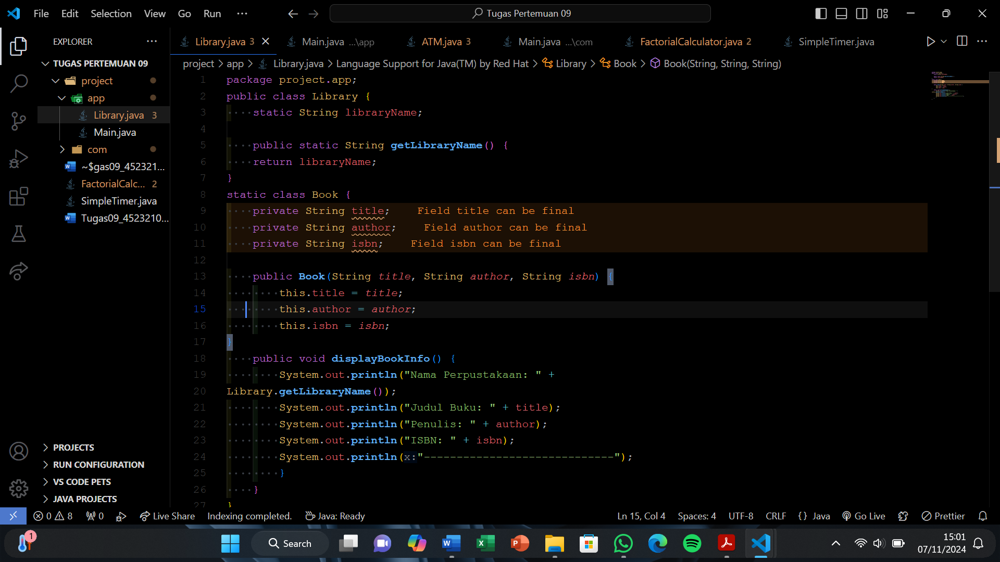 File Edit Selection View Go Run ··· Tugas Pertemuan 09
EXPLORER ···
TUGAS PERTEMUAN 09
project
app
Library.java 3
Main.java
com
~$gas09_452321...
FactorialCalc... 2
SimpleTimer.java
Tugas09_4523210...
PROJECTS
RUN CONFIGURATION
VS CODE PETS
JAVA PROJECTS
Library.java 3 Main.java ...\app ATM.java 3 Main.java ...\com FactorialCalculator.java 2 SimpleTimer.java
project > app > Library.java > Language Support for Java(TM) by Red Hat > Library > Book > Book(String, String, String)
1 package project.app;
2 public class Library {
3 ····static String libraryName;
4
5 ····public static String getLibraryName() {
6 ····return libraryName;
7 }
8 static class Book {
9 ····private String title; Field title can be final
10 ····private String author; Field author can be final
11 ····private String isbn; Field isbn can be final
12
13 ····public Book(String title, String author, String isbn) {
14 ········this.title = title;
15 ········this.author = author;
16 ········this.isbn = isbn;
17 }
18 ····public void displayBookInfo() {
19 ········System.out.println("Nama Perpustakaan: " +
20 Library.getLibraryName());
21 ········System.out.println("Judul Buku: " + title);
22 ········System.out.println("Penulis: " + author);
23 ········System.out.println("ISBN: " + isbn);
24 ········System.out.println(x:"-----------------------------");
25 ········}
26 ····}
27 }
0 8 0 Live Share Indexing completed. Java: Ready Ln 15, Col 4 Spaces: 4 UTF-8 CRLF {} Java Go Live Prettier
1 Search 15:01
07/11/2024